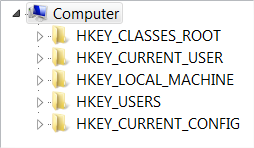 Computer
HKEY_CLASSES_ROOT
HKEY_CURRENT_USER
HKEY_LOCAL_MACHINE
HKEY_USERS
HKEY_CURRENT_CONFIG